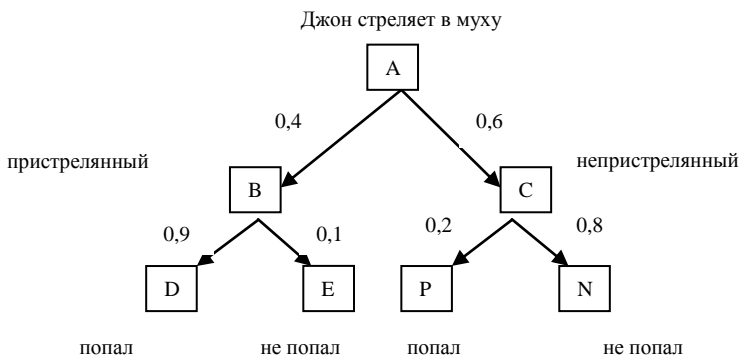 Джон стреляет в муху
A
0,4 0,6
пристрелянный непристрелянный
B C
0,9 0,1 0,2 0,8
D E P N
попал не попал попал не попал